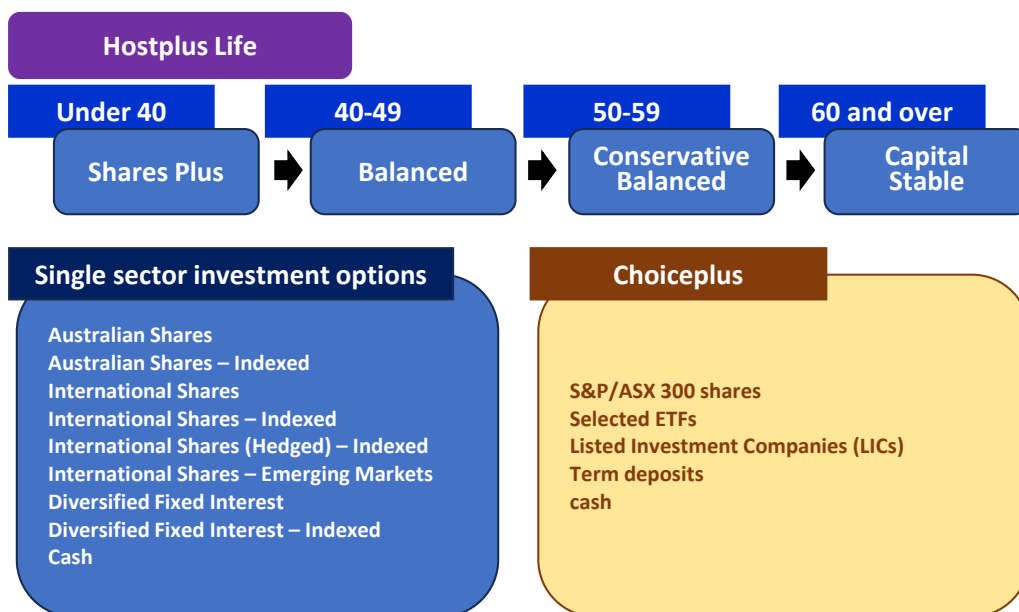 Hostplus Life
Under 40
40-49
50-59
60 and over
Shares Plus
Balanced
Conservative
Balanced
Capital
Stable
Single sector investment options
Australian Shares
Australian Shares – Indexed
International Shares
International Shares – Indexed
International Shares (Hedged) – Indexed
International Shares – Emerging Markets
Diversified Fixed Interest
Diversified Fixed Interest – Indexed
Cash
Choiceplus
S&P/ASX 300 shares
Selected ETFs
Listed Investment Companies (LICs)
Term deposits
cash